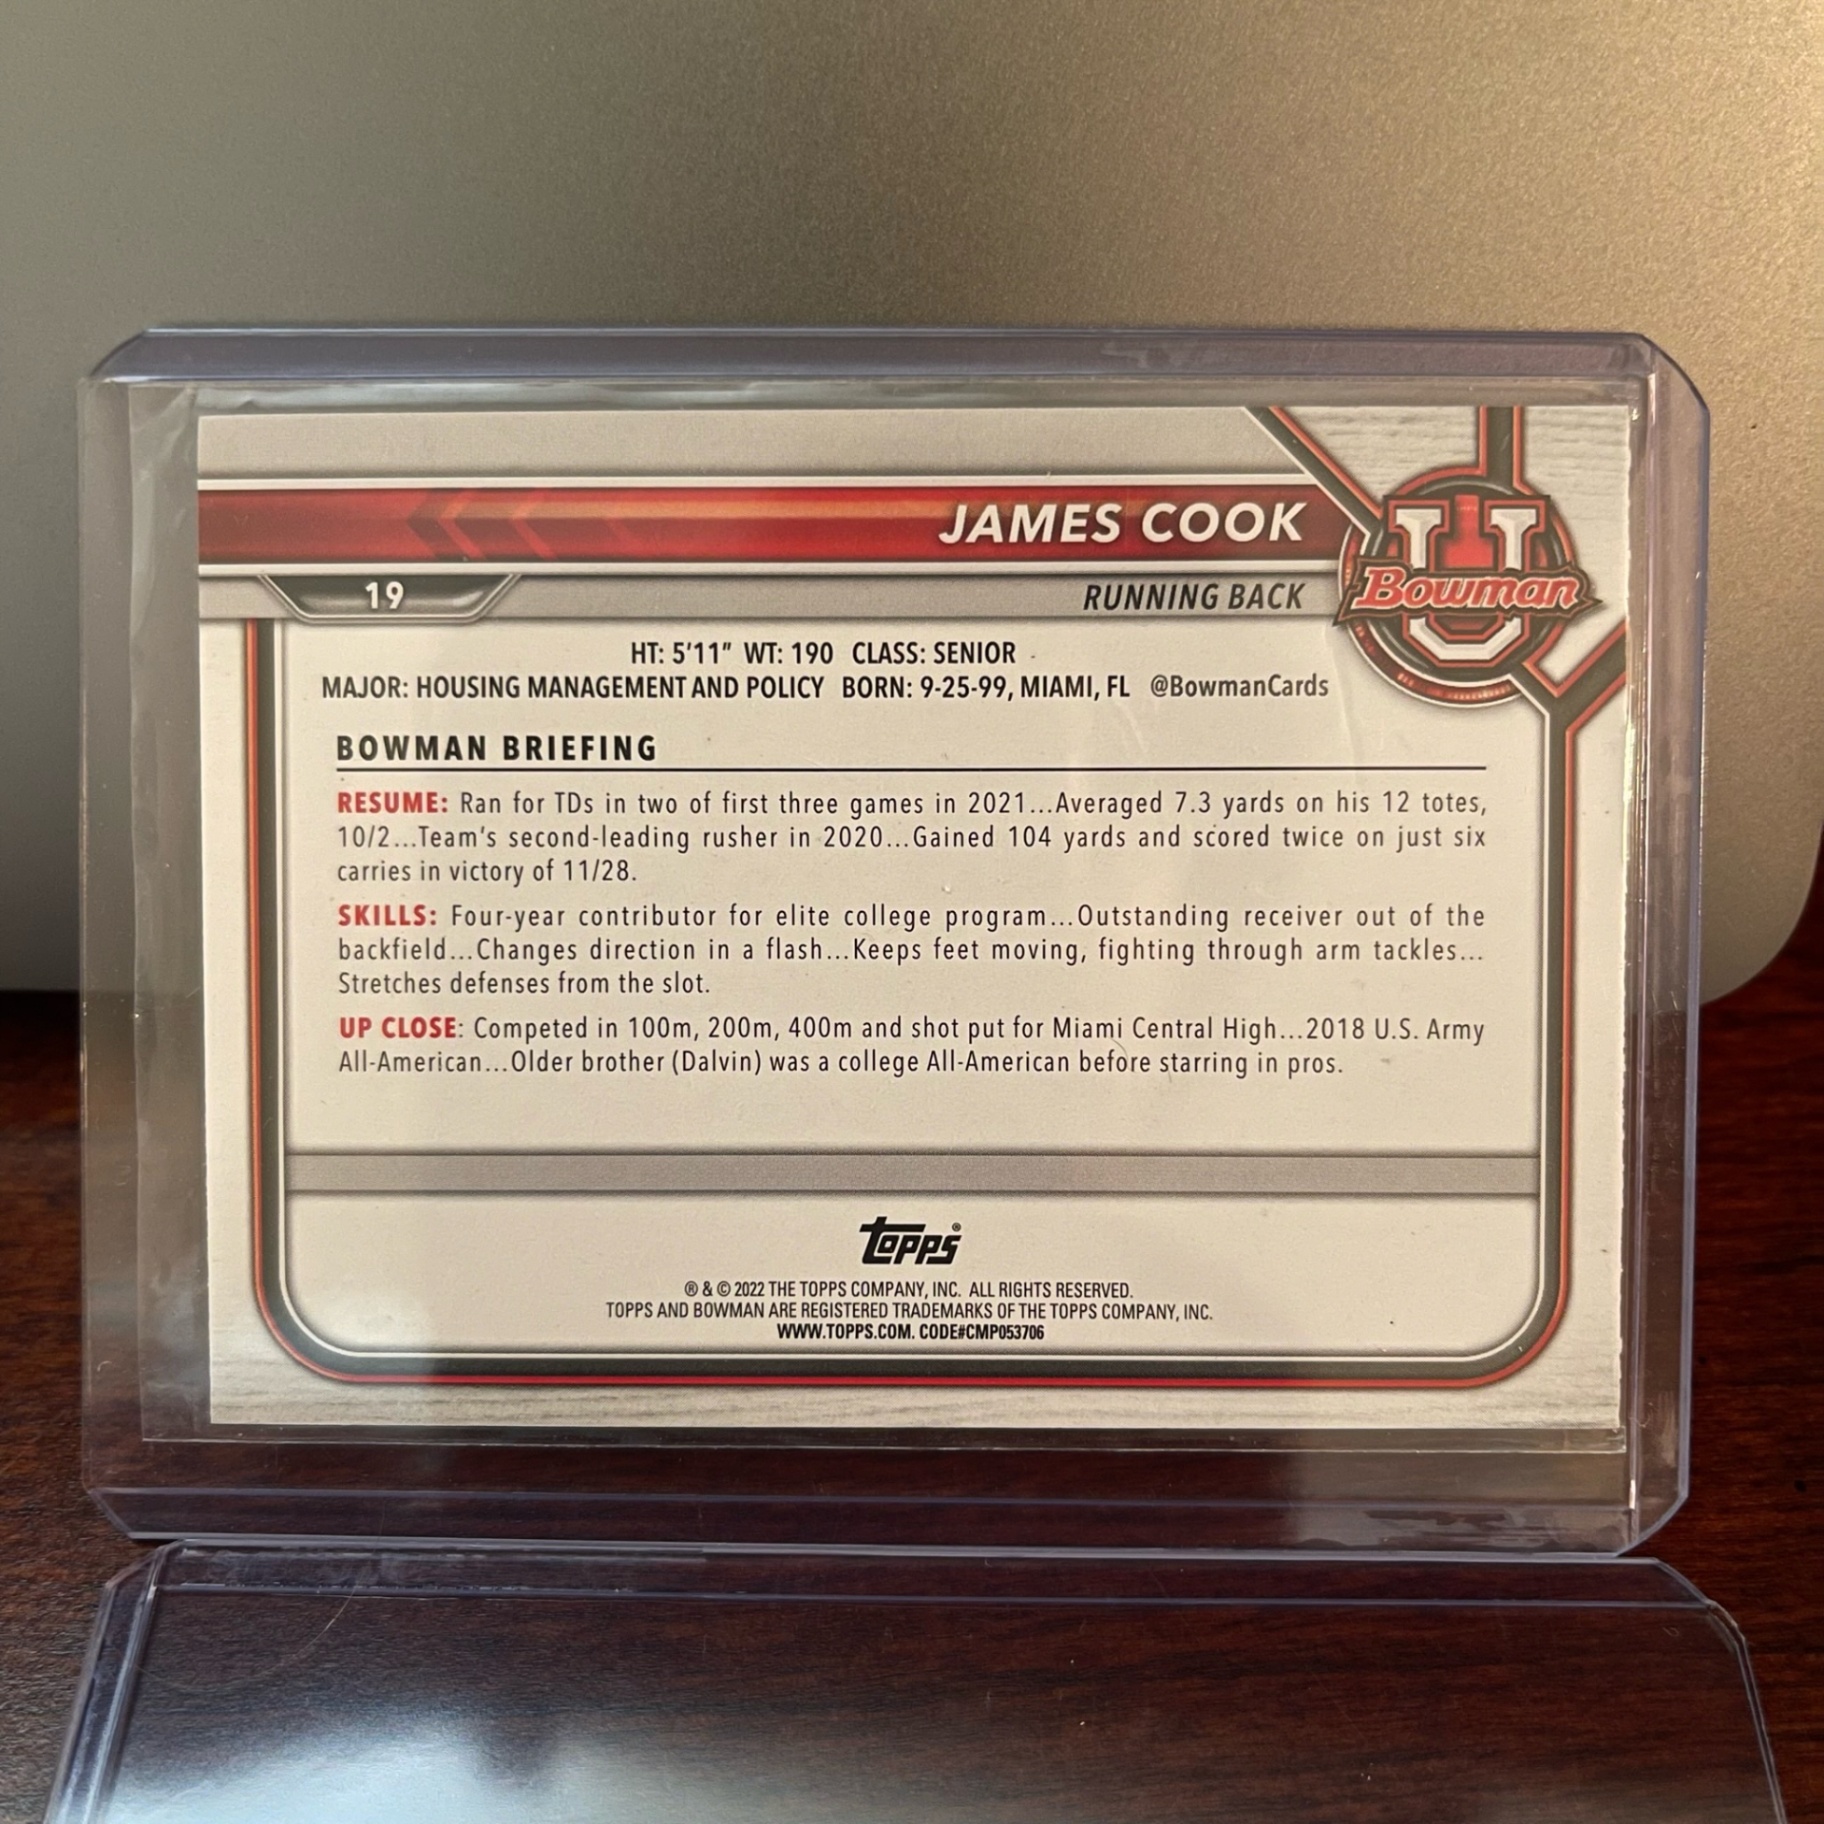 JAMES COOK
19
RUNNING BACK
U
Bowman
HT: 5'11" WT: 190 CLASS: SENIOR
MAJOR: HOUSING MANAGEMENT AND POLICY BORN: 9-25-99, MIAMI, FL @BowmanCards
BOWMAN BRIEFING
RESUME: Ran for TDs in two of first three games in 2021...Averaged 7.3 yards on his 12 totes,
10/2...Team's second-leading rusher in 2020...Gained 104 yards and scored twice on just six
carries in victory of 11/28.
SKILLS: Four-year contributor for elite college program...Outstanding receiver out of the
backfield...Changes direction in a flash...Keeps feet moving, fighting through arm tackles...
Stretches defenses from the slot.
UP CLOSE: Competed in 100m, 200m, 400m and shot put for Miami Central High...2018 U.S. Army
All-American...Older brother (Dalvin) was a college All-American before starring in pros.
topps®
® & © 2022 THE TOPPS COMPANY, INC. ALL RIGHTS RESERVED.
TOPPS AND BOWMAN ARE REGISTERED TRADEMARKS OF THE TOPPS COMPANY, INC.
WWW.TOPPS.COM. CODE#CMP053706